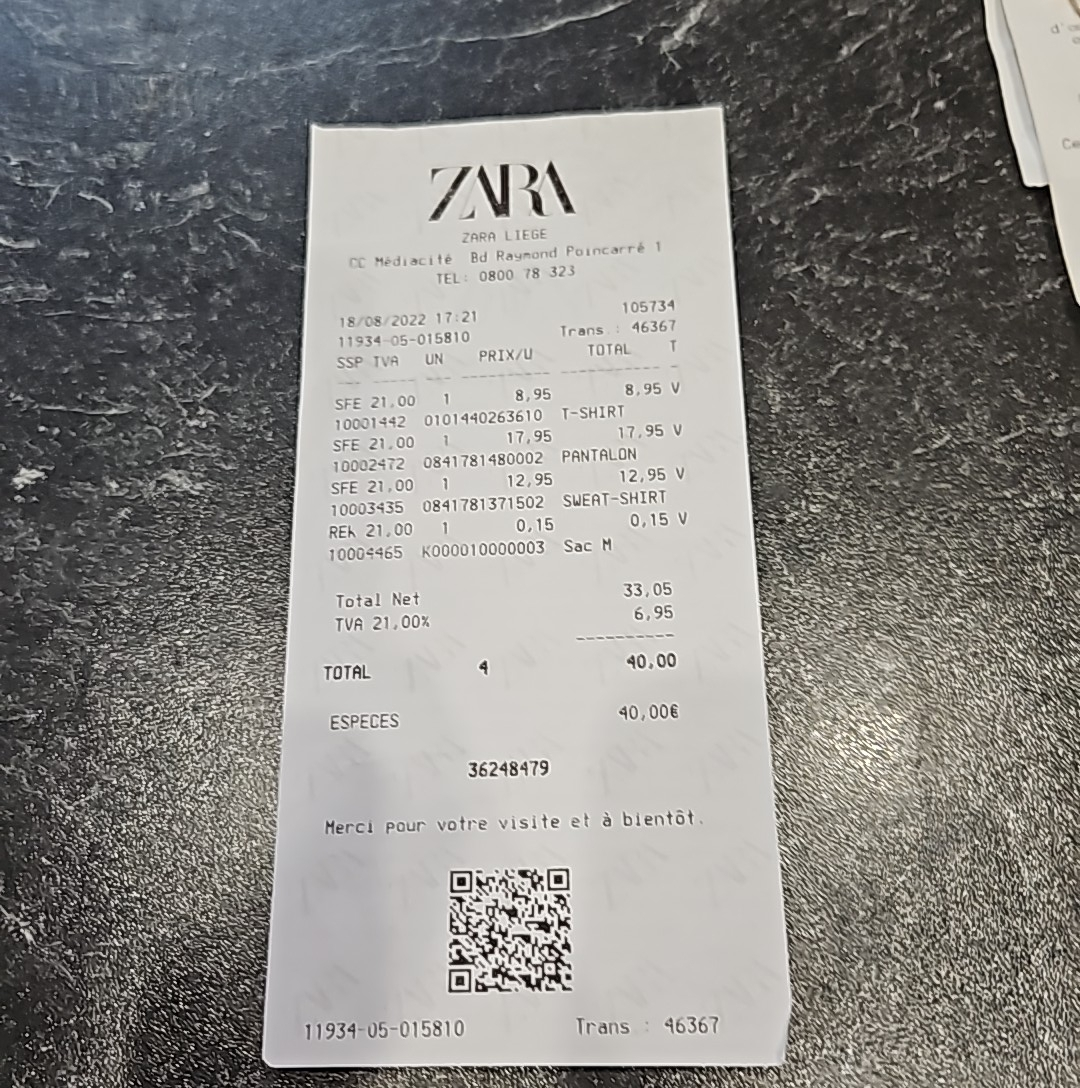 ZARA
ZARA LIEGE
CC Médiacité Bd Raymond Poincarré 1
TEL: 0800 78 323
18/08/2022 17:21 105734
11934-05-015810 Trans : 46367
SSP TVA UN PRIX/U TOTAL T
SFE 21,00 1 8,95 8,95 V
10001442 0101440263610 T-SHIRT
SFE 21,00 1 17,95 17,95 V
10002472 0841781480002 PANTALON
SFE 21,00 1 12,95 12,95 V
10003435 0841781371502 SWEAT-SHIRT
REK 21,00 1 0,15 0,15 V
10004465 K000010000003 Sac M
Total Net 33,05
TVA 21,00% 6,95
TOTAL 4 40,00
ESPECES 40,00€
36248479
Merci pour votre visite et à bientôt.
11934-05-015810 Trans : 46367